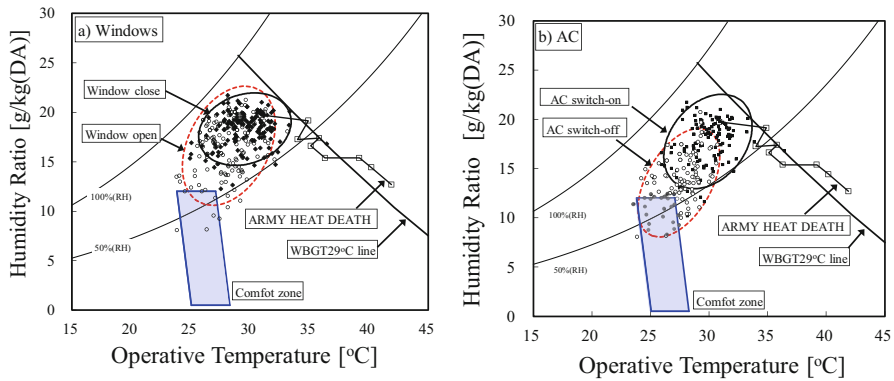 a) Windows
Humidity Ratio [g/kg(DA)]
30
25
20
15
10
5
0
Window close
Window open
100%(RH)
50%(RH)
ARMY HEAT DEATH
WBGT29°C line
Comfot zone
15 20 25 30 35 40 45
Operative Temperature [°C]
b) AC
Humidity Ratio [g/kg(DA)]
30
25
20
15
10
5
0
AC switch-on
AC switch-off
100%(RH)
50%(RH)
ARMY HEAT DEATH
WBGT29°C line
Comfot zone
15 20 25 30 35 40 45
Operative Temperature [°C]